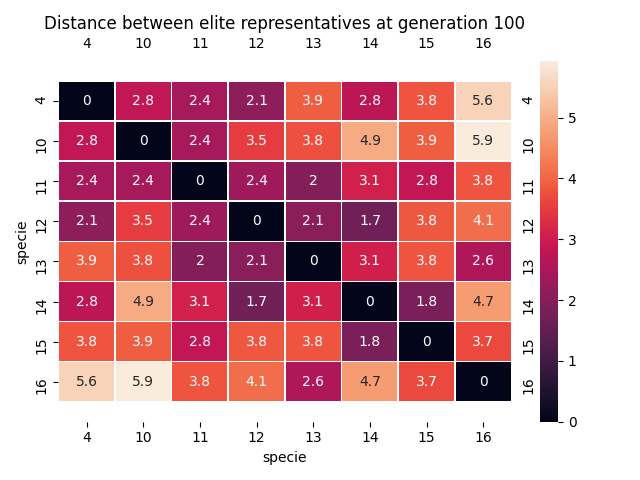 Distance between elite representatives at generation 100
4 10 11 12 13 14 15 16
4 0 2.8 2.4 2.1 3.9 2.8 3.8 5.6 4
10 2.8 0 2.4 3.5 3.8 4.9 3.9 5.9 10
11 2.4 2.4 0 2.4 2 3.1 2.8 3.8 11
12 2.1 3.5 2.4 0 2.1 1.7 3.8 4.1 12
13 3.9 3.8 2 2.1 0 3.1 3.8 2.6 13
14 2.8 4.9 3.1 1.7 3.1 0 1.8 4.7 14
15 3.8 3.9 2.8 3.8 3.8 1.8 0 3.7 15
16 5.6 5.9 3.8 4.1 2.6 4.7 3.7 0 16
4 10 11 12 13 14 15 16
specie
specie
5
4
3
2
1
0